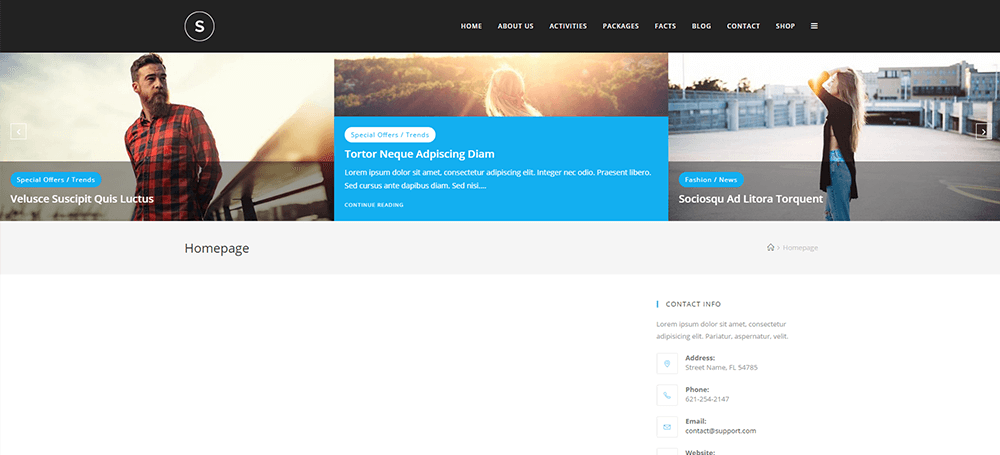 S
HOME ABOUT US ACTIVITIES PACKAGES FACTS BLOG CONTACT SHOP
Special Offers / Trends
Velusce Suscipit Quis Luctus
Special Offers / Trends
Tortor Neque Adpiscing Diam
Lorem ipsum dolor sit amet, consectetur adipiscing elit. Integer nec odio. Praesent libero.
Sed cursus ante dapibus diam. Sed nisi....
CONTINUE READING
Fashion / News
Sociosqu Ad Litora Torquent
Homepage
> Homepage
CONTACT INFO
Lorem ipsum dolor sit amet, consectetur
adipisicing elit. Pariatur, aspernatur, velit.
Address:
Street Name, FL 54785
Phone:
621-254-2147
Email:
contact@support.com
Website: